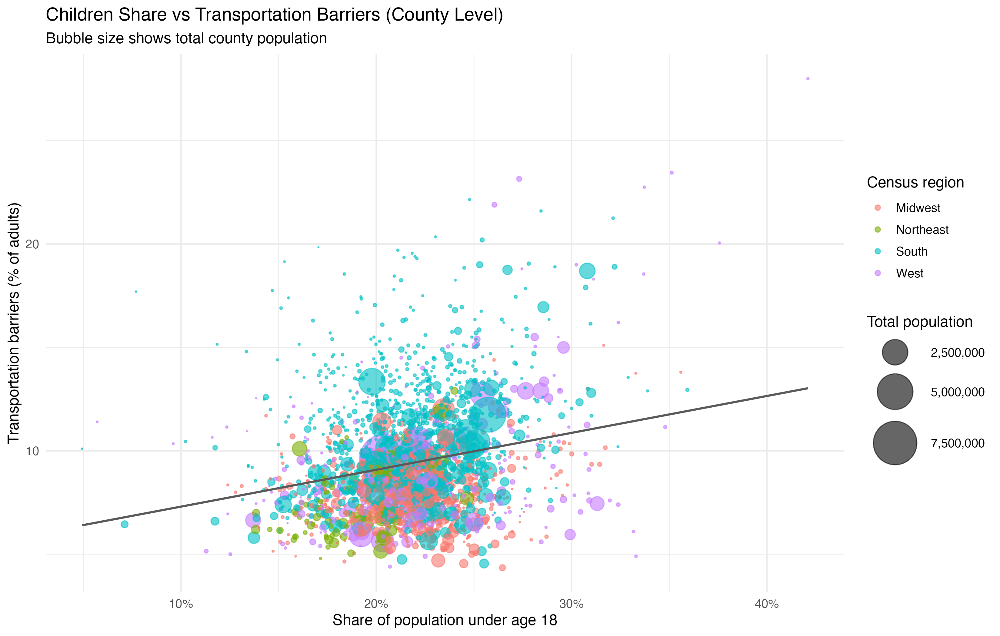 Children Share vs Transportation Barriers (County Level)
Bubble size shows total county population
Transportation barriers (% of adults)
20
10
10%
20%
30%
40%
Share of population under age 18
Census region
Midwest
Northeast
South
West
Total population
2,500,000
5,000,000
7,500,000